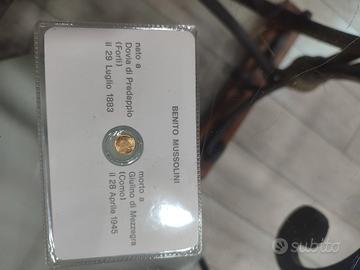 BENITO MUSSOLINI
nato a
Dovia di Predappio
(Forlì)
il 29 Luglio 1883
morto a
Giulino di Mezzegra
(Como)
il 28 Aprile 1945
subito